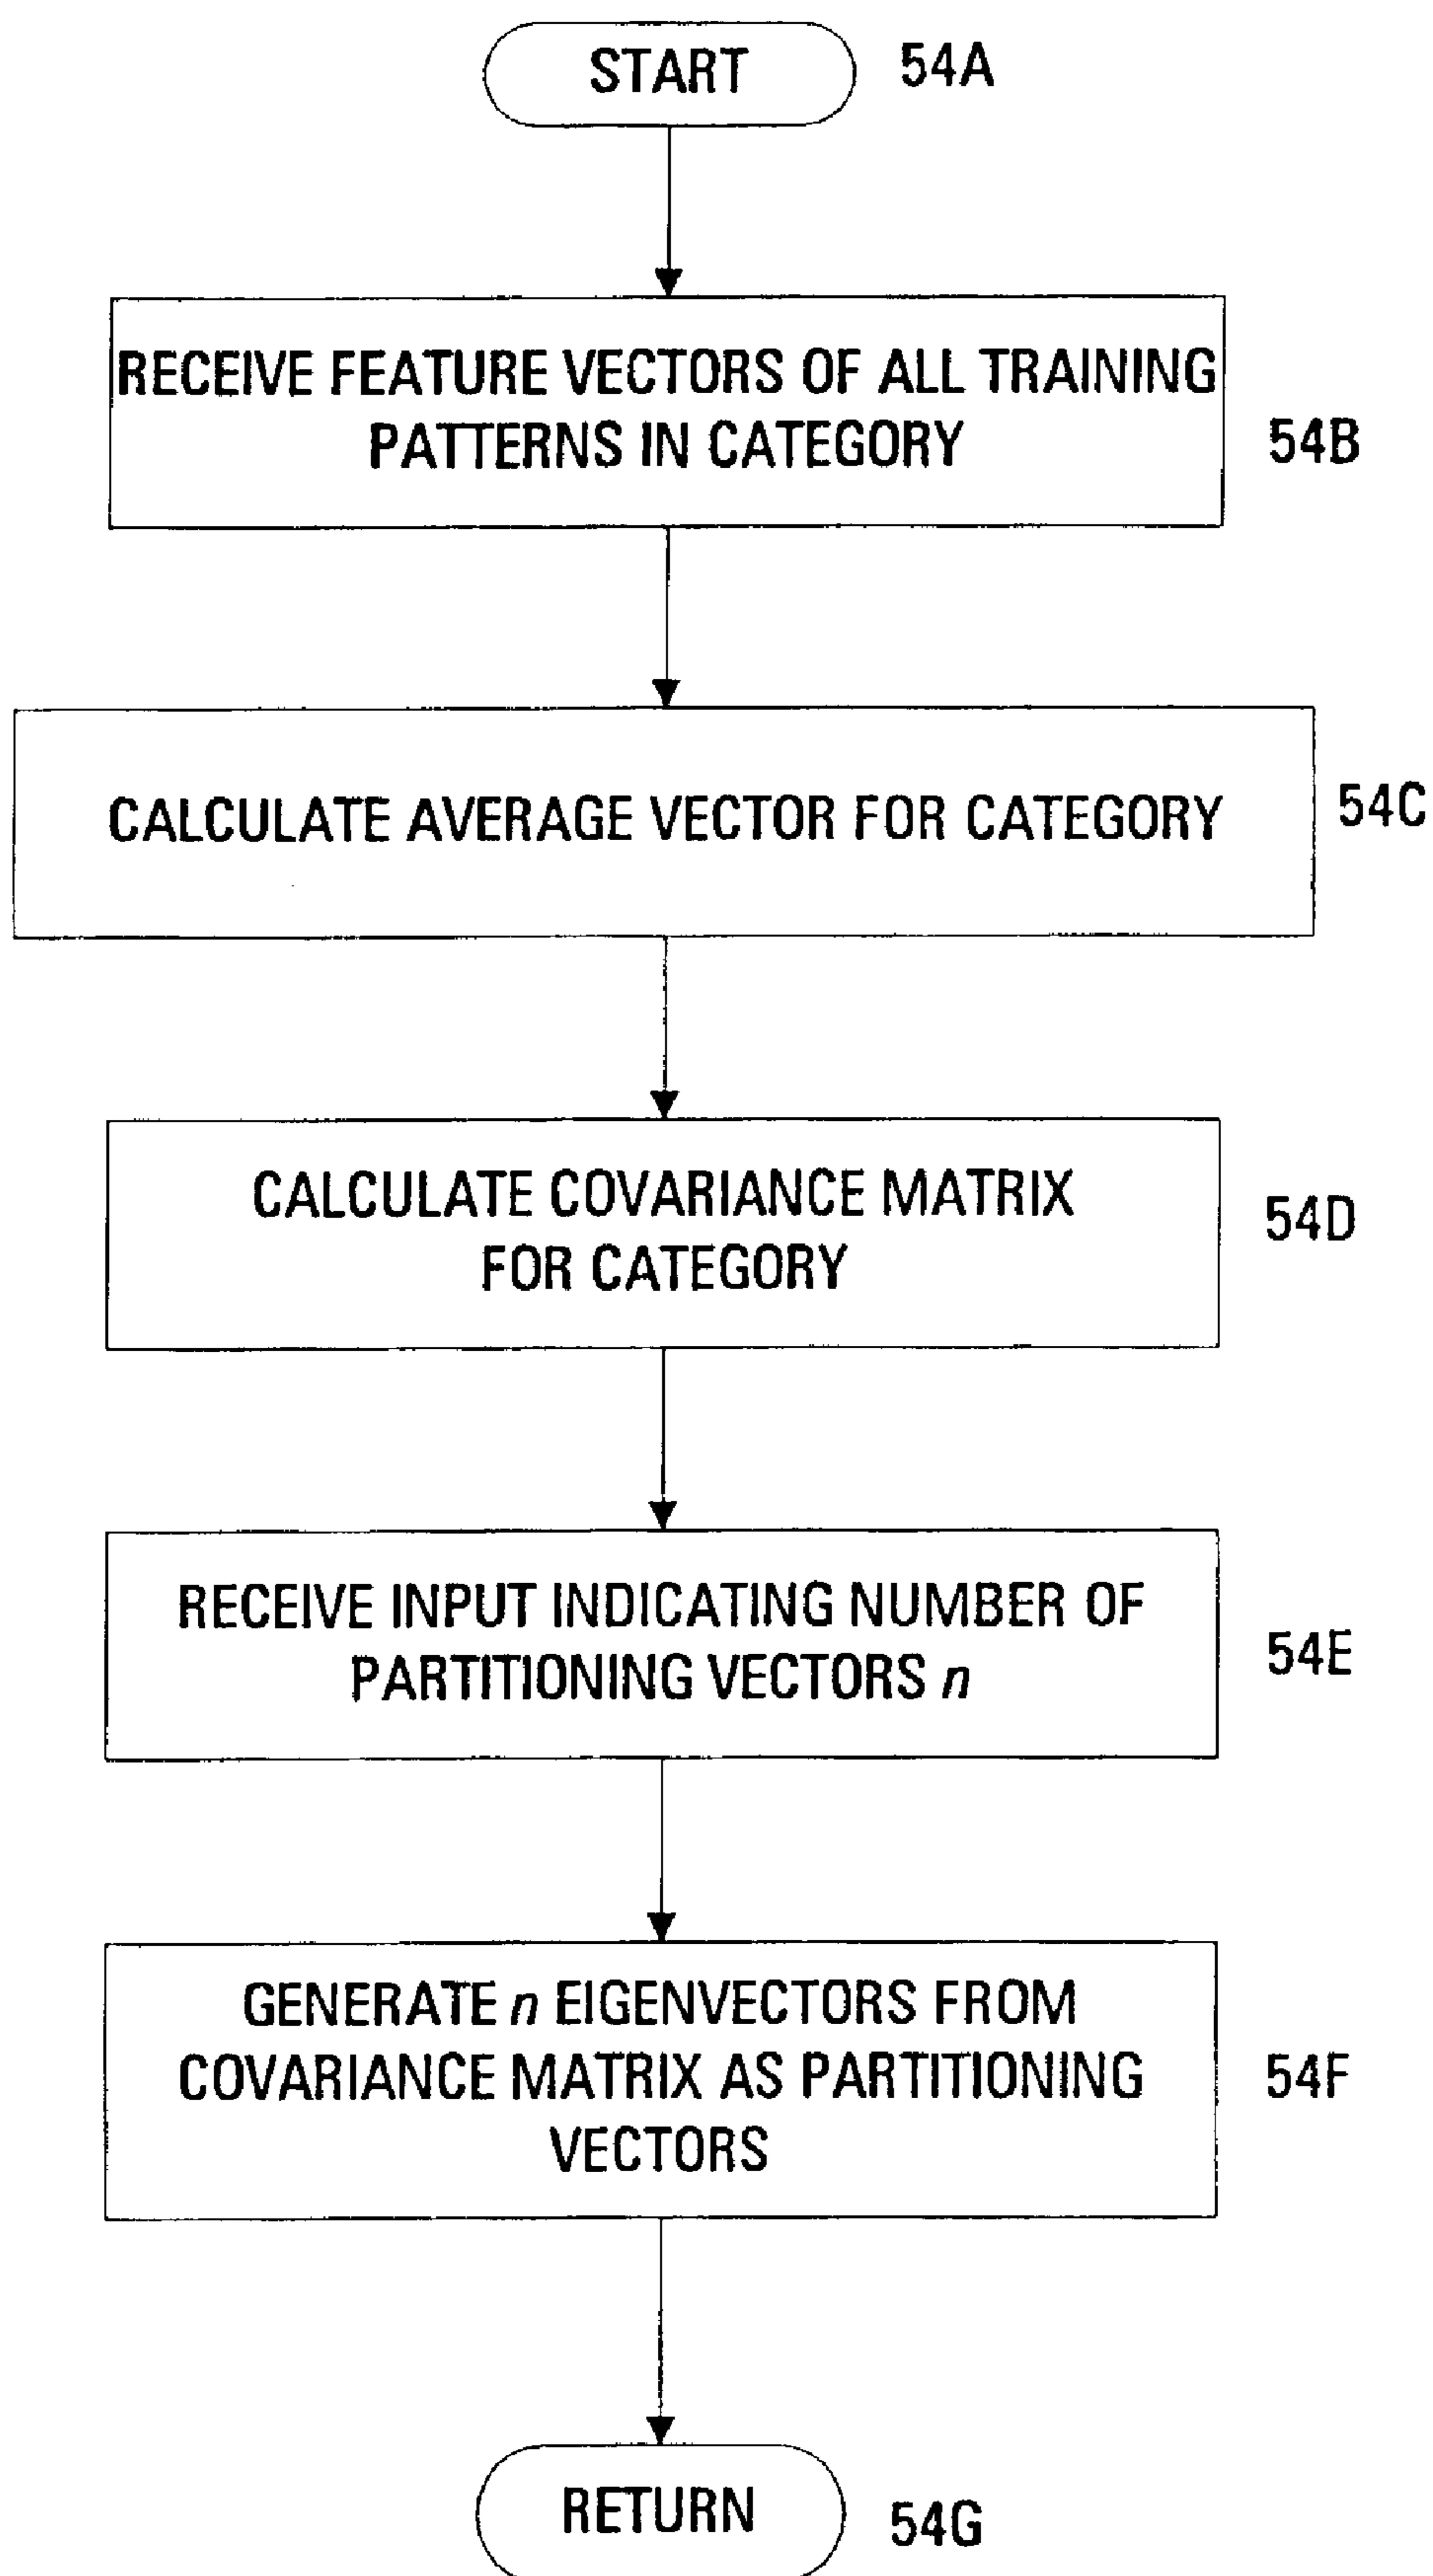 START 54A
RECEIVE FEATURE VECTORS OF ALL TRAINING
PATTERNS IN CATEGORY
54B
CALCULATE AVERAGE VECTOR FOR CATEGORY
54C
CALCULATE COVARIANCE MATRIX
FOR CATEGORY
54D
RECEIVE INPUT INDICATING NUMBER OF
PARTITIONING VECTORS n
54E
GENERATE n EIGENVECTORS FROM
COVARIANCE MATRIX AS PARTITIONING
VECTORS
54F
RETURN 54G